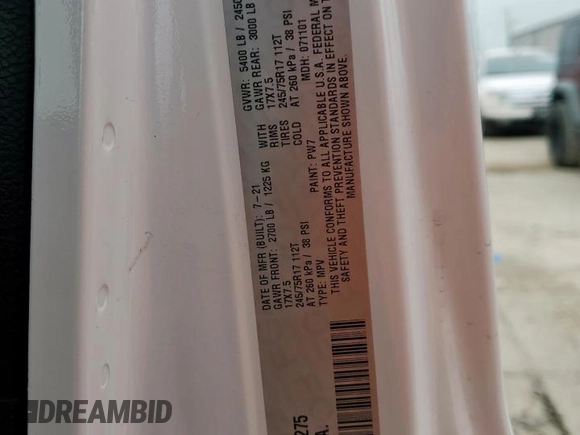 DATE OF MFR (BUILT): 7-21 GVWR: 5400 LB / 2450
GAWR FRONT: 2700 LB / 1225 KG WITH GAWR REAR: 3000 LB
17X7.5 RIMS 17X7.5
245/75R17 112T TIRES 245/75R17 112T
AT 260 kPa / 38 PSI COLD AT 260 kPa / 38 PSI
TYPE: MPV PAINT: PW7 MDH: 071101
THIS VEHICLE CONFORMS TO ALL APPLICABLE U.S.A. FEDERAL M
SAFETY AND THEFT PREVENTION STANDARDS IN EFFECT ON T
MANUFACTURE SHOWN ABOVE.
275
A.
DREAMBID